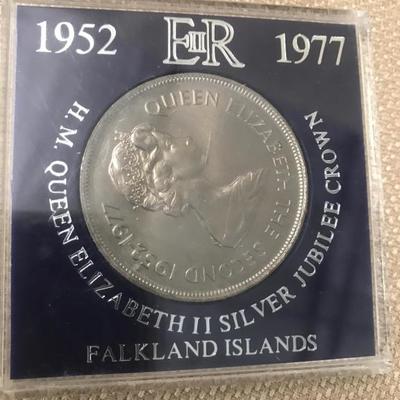 1952 EIIR 1977
H.M. QUEEN ELIZABETH II SILVER JUBILEE CROWN
QUEEN ELIZABETH THE SECOND 1952-1977
FALKLAND ISLANDS